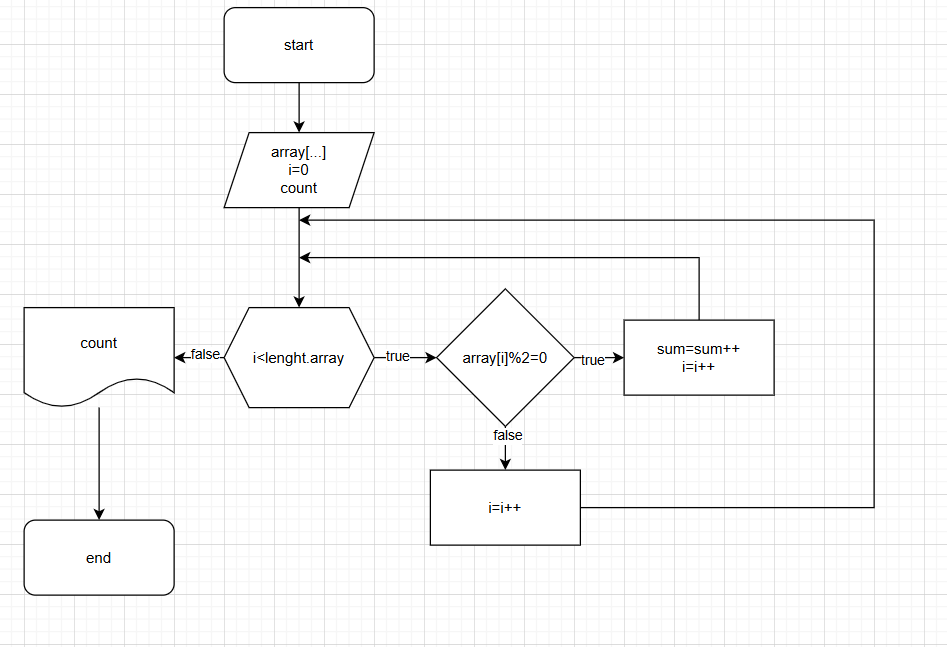 start
array[...]
i=0
count
count
false
i<lenght.array
true
array[i]%2=0
true
sum=sum++
i=i++
false
i=i++
end